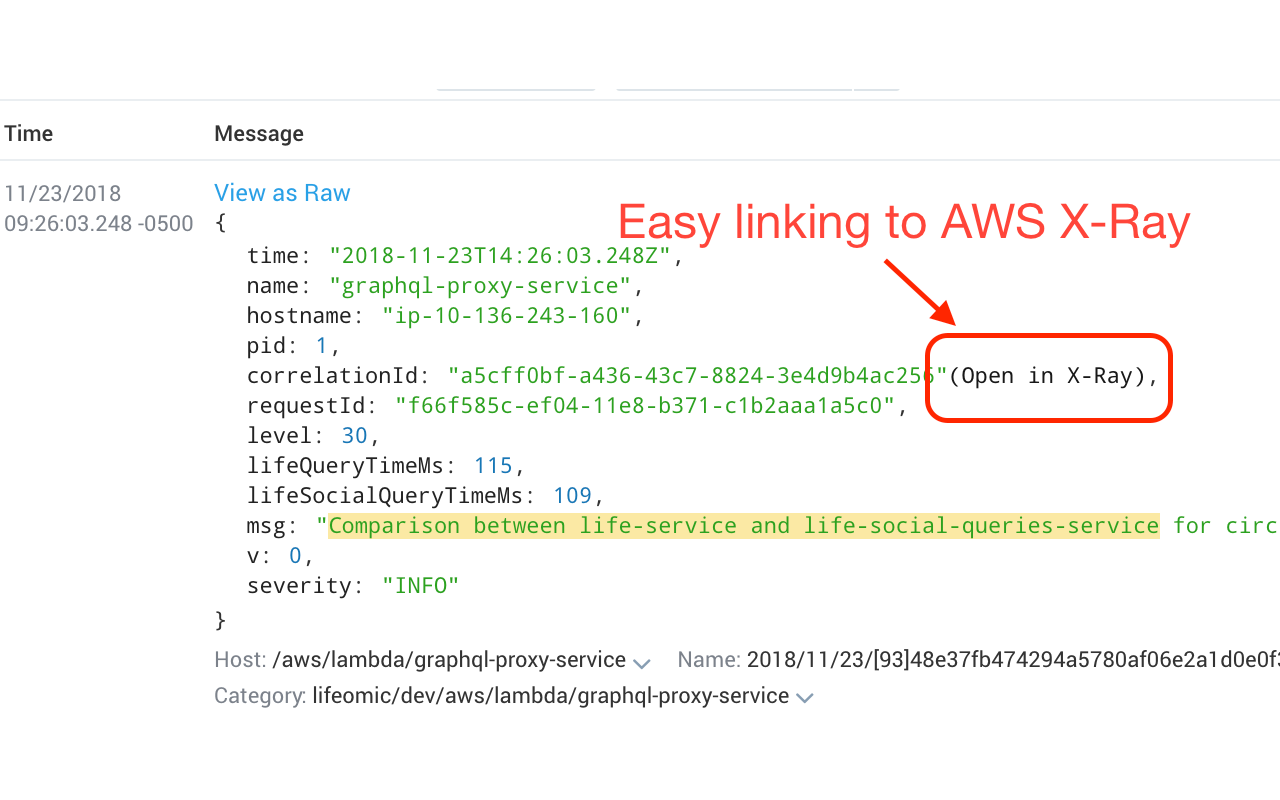 Time Message
11/23/2018 View as Raw
09:26:03.248 -0500 {
Easy linking to AWS X-Ray
time: "2018-11-23T14:26:03.248Z",
name: "graphql-proxy-service",
hostname: "ip-10-136-243-160",
pid: 1,
correlationId: "a5cff0bf-a436-43c7-8824-3e4d9b4ac256"(Open in X-Ray),
requestId: "f66f585c-ef04-11e8-b371-c1b2aaa1a5c0",
level: 30,
lifeQueryTimeMs: 115,
lifeSocialQueryTimeMs: 109,
msg: "Comparison between life-service and life-social-queries-service for circ
v: 0,
severity: "INFO"
}
Host: /aws/lambda/graphql-proxy-service Name: 2018/11/23/[93]48e37fb474294a5780af06e2a1d0e0f3
Category: lifeomic/dev/aws/lambda/graphql-proxy-service